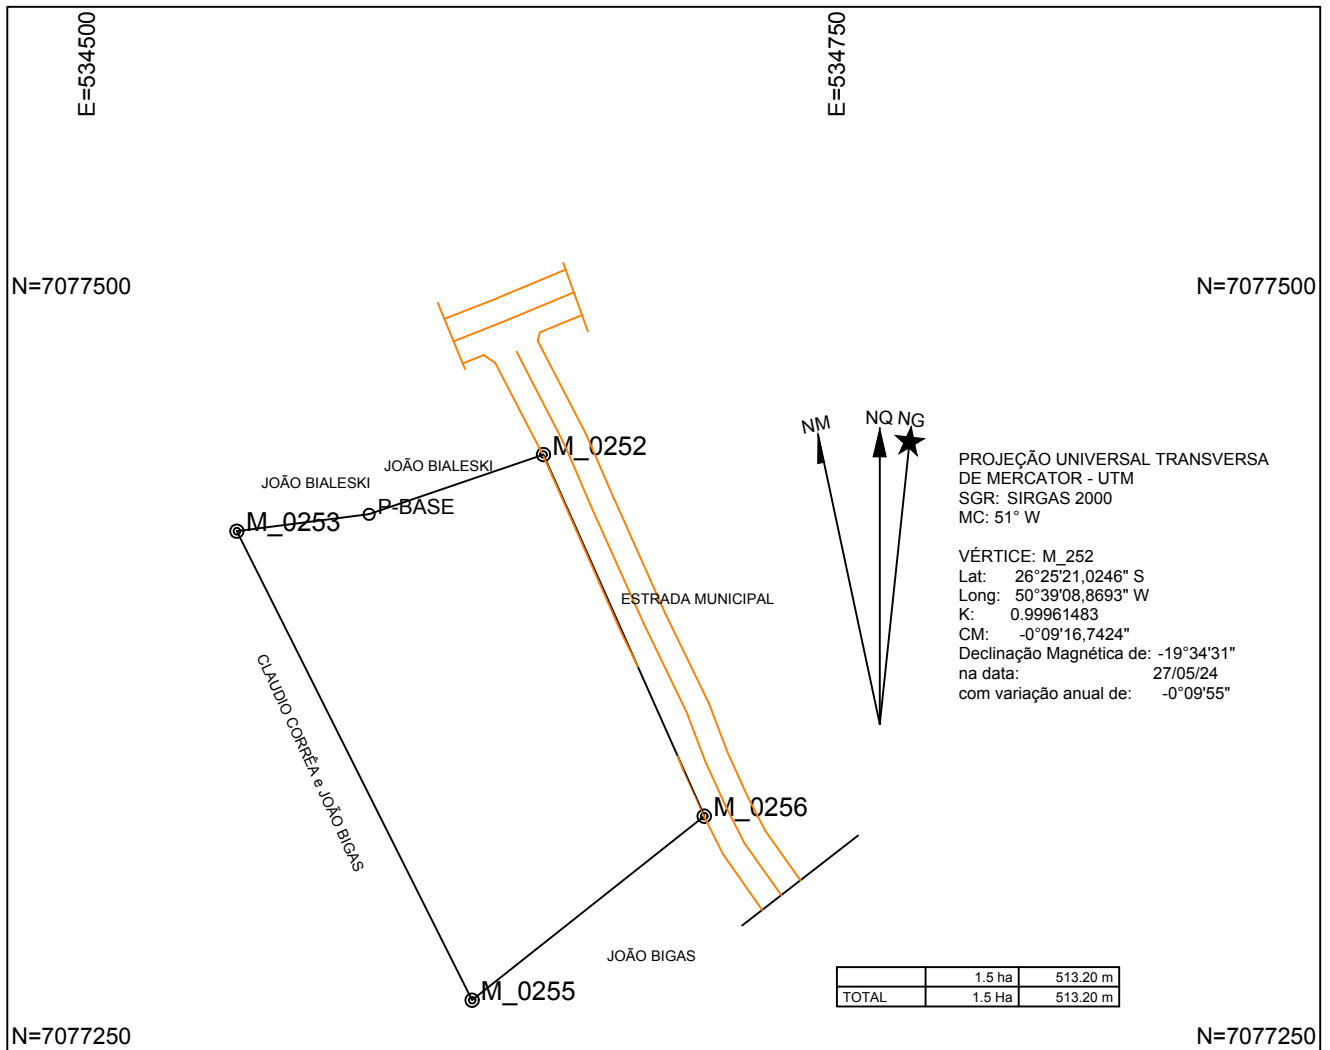 E=534500
E=534750
N=7077500
N=7077500
NM
NQ
NG
M_0252
JOÃO BIALESKI
JOÃO BIALESKI
P-BASE
M_0253
PROJEÇÃO UNIVERSAL TRANSVERSA
DE MERCATOR - UTM
SGR: SIRGAS 2000
MC: 51° W
VÉRTICE: M_252
Lat: 26°25'21,0246" S
Long: 50°39'08,8693" W
K: 0.99961483
CM: -0°09'16,7424"
Declinação Magnética de: -19°34'31"
na data: 27/05/24
com variação anual de: -0°09'55"
ESTRADA MUNICIPAL
CLAUDIO CORRÊA e JOÃO BIGAS
M_0256
JOÃO BIGAS
M_0255
1.5 ha 513.20 m
TOTAL 1.5 Ha 513.20 m
N=7077250
N=7077250